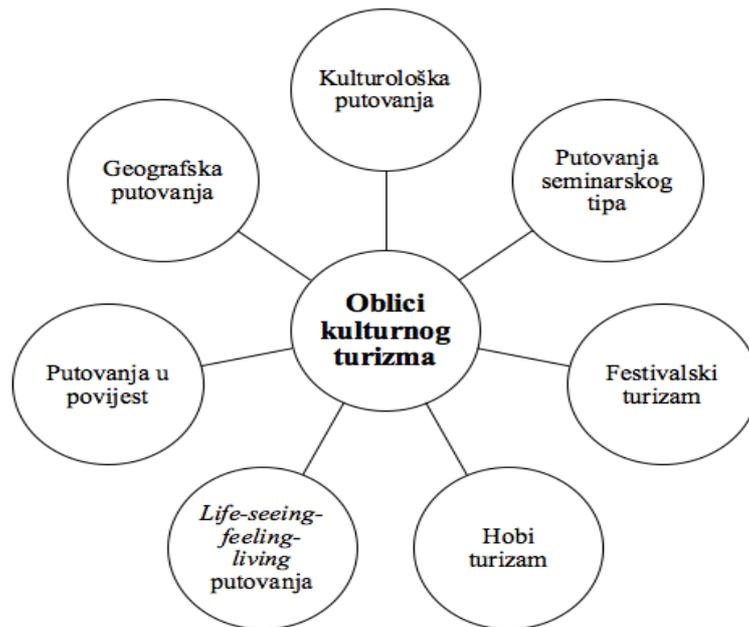 Kulturološka
putovanja
Geografska
putovanja
Putovanja
seminarskog
tipa
Oblici
kulturnog
turizma
Putovanja u
povijest
Festivalski
turizam
Life-seeing-
feeling-
living
putovanja
Hobi
turizam